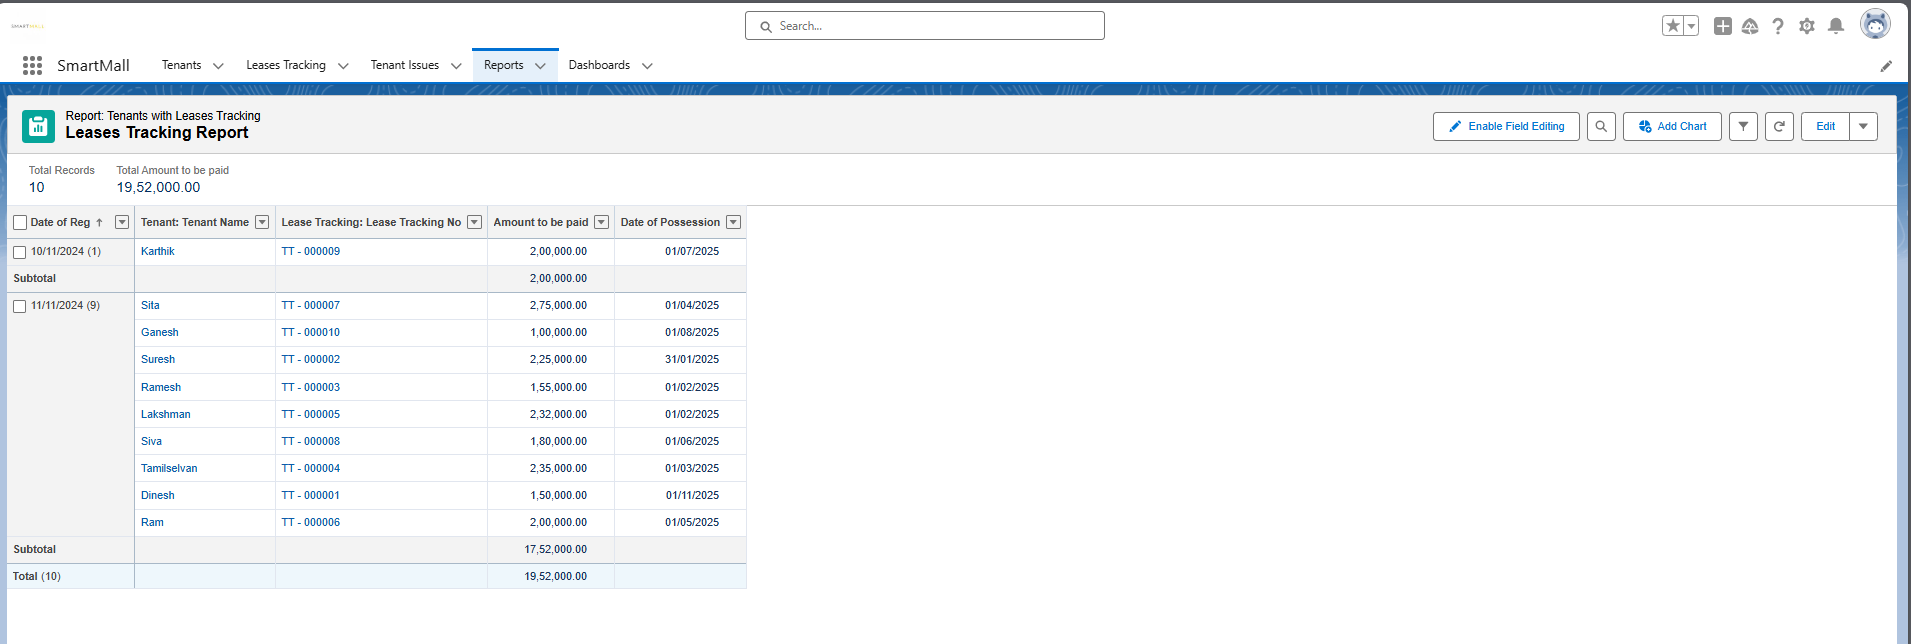 SMARTMALL
Search...
SmartMall Tenants Leases Tracking Tenant Issues Reports Dashboards
Report: Tenants with Leases Tracking
Leases Tracking Report
Enable Field Editing Add Chart Edit
Total Records Total Amount to be paid
10 19,52,000.00
Date of Reg ↑ Tenant: Tenant Name Lease Tracking: Lease Tracking No Amount to be paid Date of Possession
10/11/2024 (1) Karthik TT - 000009 2,00,000.00 01/07/2025
Subtotal 2,00,000.00
11/11/2024 (9) Sita TT - 000007 2,75,000.00 01/04/2025
Ganesh TT - 000010 1,00,000.00 01/08/2025
Suresh TT - 000002 2,25,000.00 31/01/2025
Ramesh TT - 000003 1,55,000.00 01/02/2025
Lakshman TT - 000005 2,32,000.00 01/02/2025
Siva TT - 000008 1,80,000.00 01/06/2025
Tamilselvan TT - 000004 2,35,000.00 01/03/2025
Dinesh TT - 000001 1,50,000.00 01/11/2025
Ram TT - 000006 2,00,000.00 01/05/2025
Subtotal 17,52,000.00
Total (10) 19,52,000.00